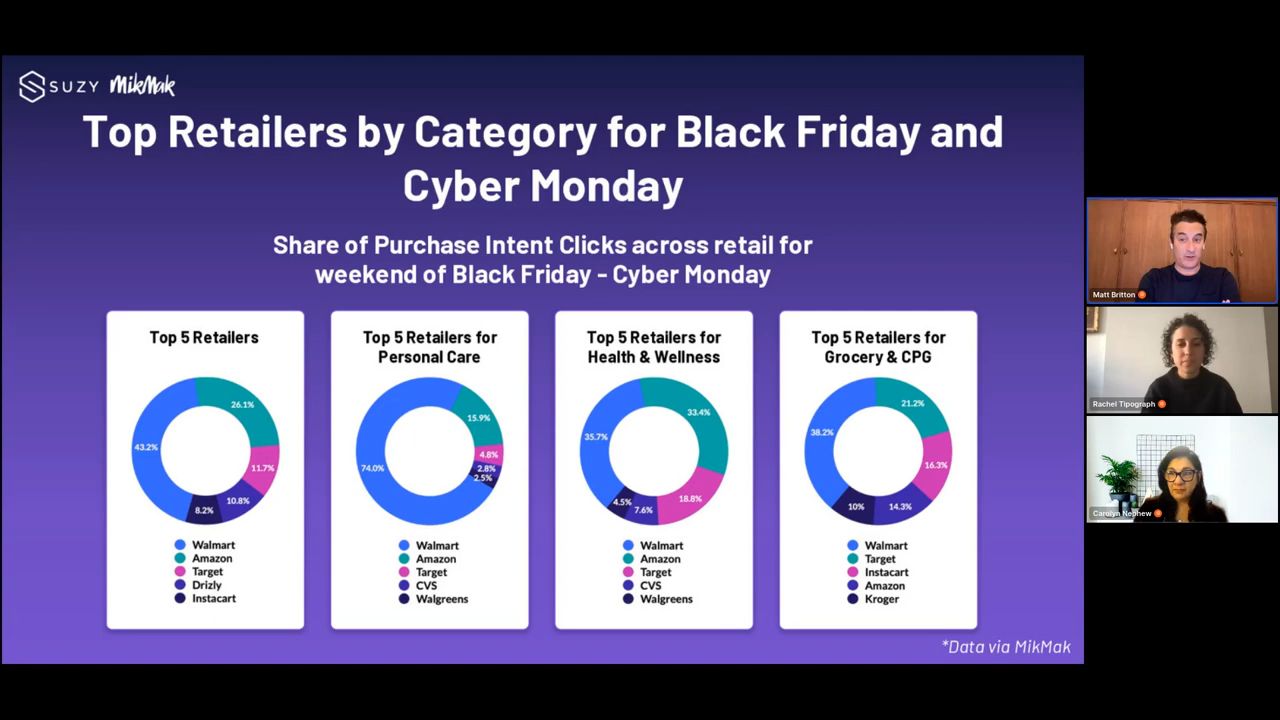 SUZY MikMak
Top Retailers by Category for Black Friday and
Cyber Monday
Share of Purchase Intent Clicks across retail for
weekend of Black Friday - Cyber Monday
Top 5 Retailers
26.1%
43.2%
11.7%
10.8%
8.2%
Walmart
Amazon
Target
Drizly
Instacart
Top 5 Retailers for
Personal Care
15.9%
4.8%
74.0%
2.8%
2.5%
Walmart
Amazon
Target
CVS
Walgreens
Top 5 Retailers for
Health & Wellness
33.4%
35.7%
18.8%
4.5%
7.6%
Walmart
Amazon
Target
CVS
Walgreens
Top 5 Retailers for
Grocery & CPG
21.2%
38.2%
16.3%
10%
14.3%
Walmart
Target
Instacart
Amazon
Kroger
*Data via MikMak
Matt Britton
Rachel Tipograph
Carolyn Nephew